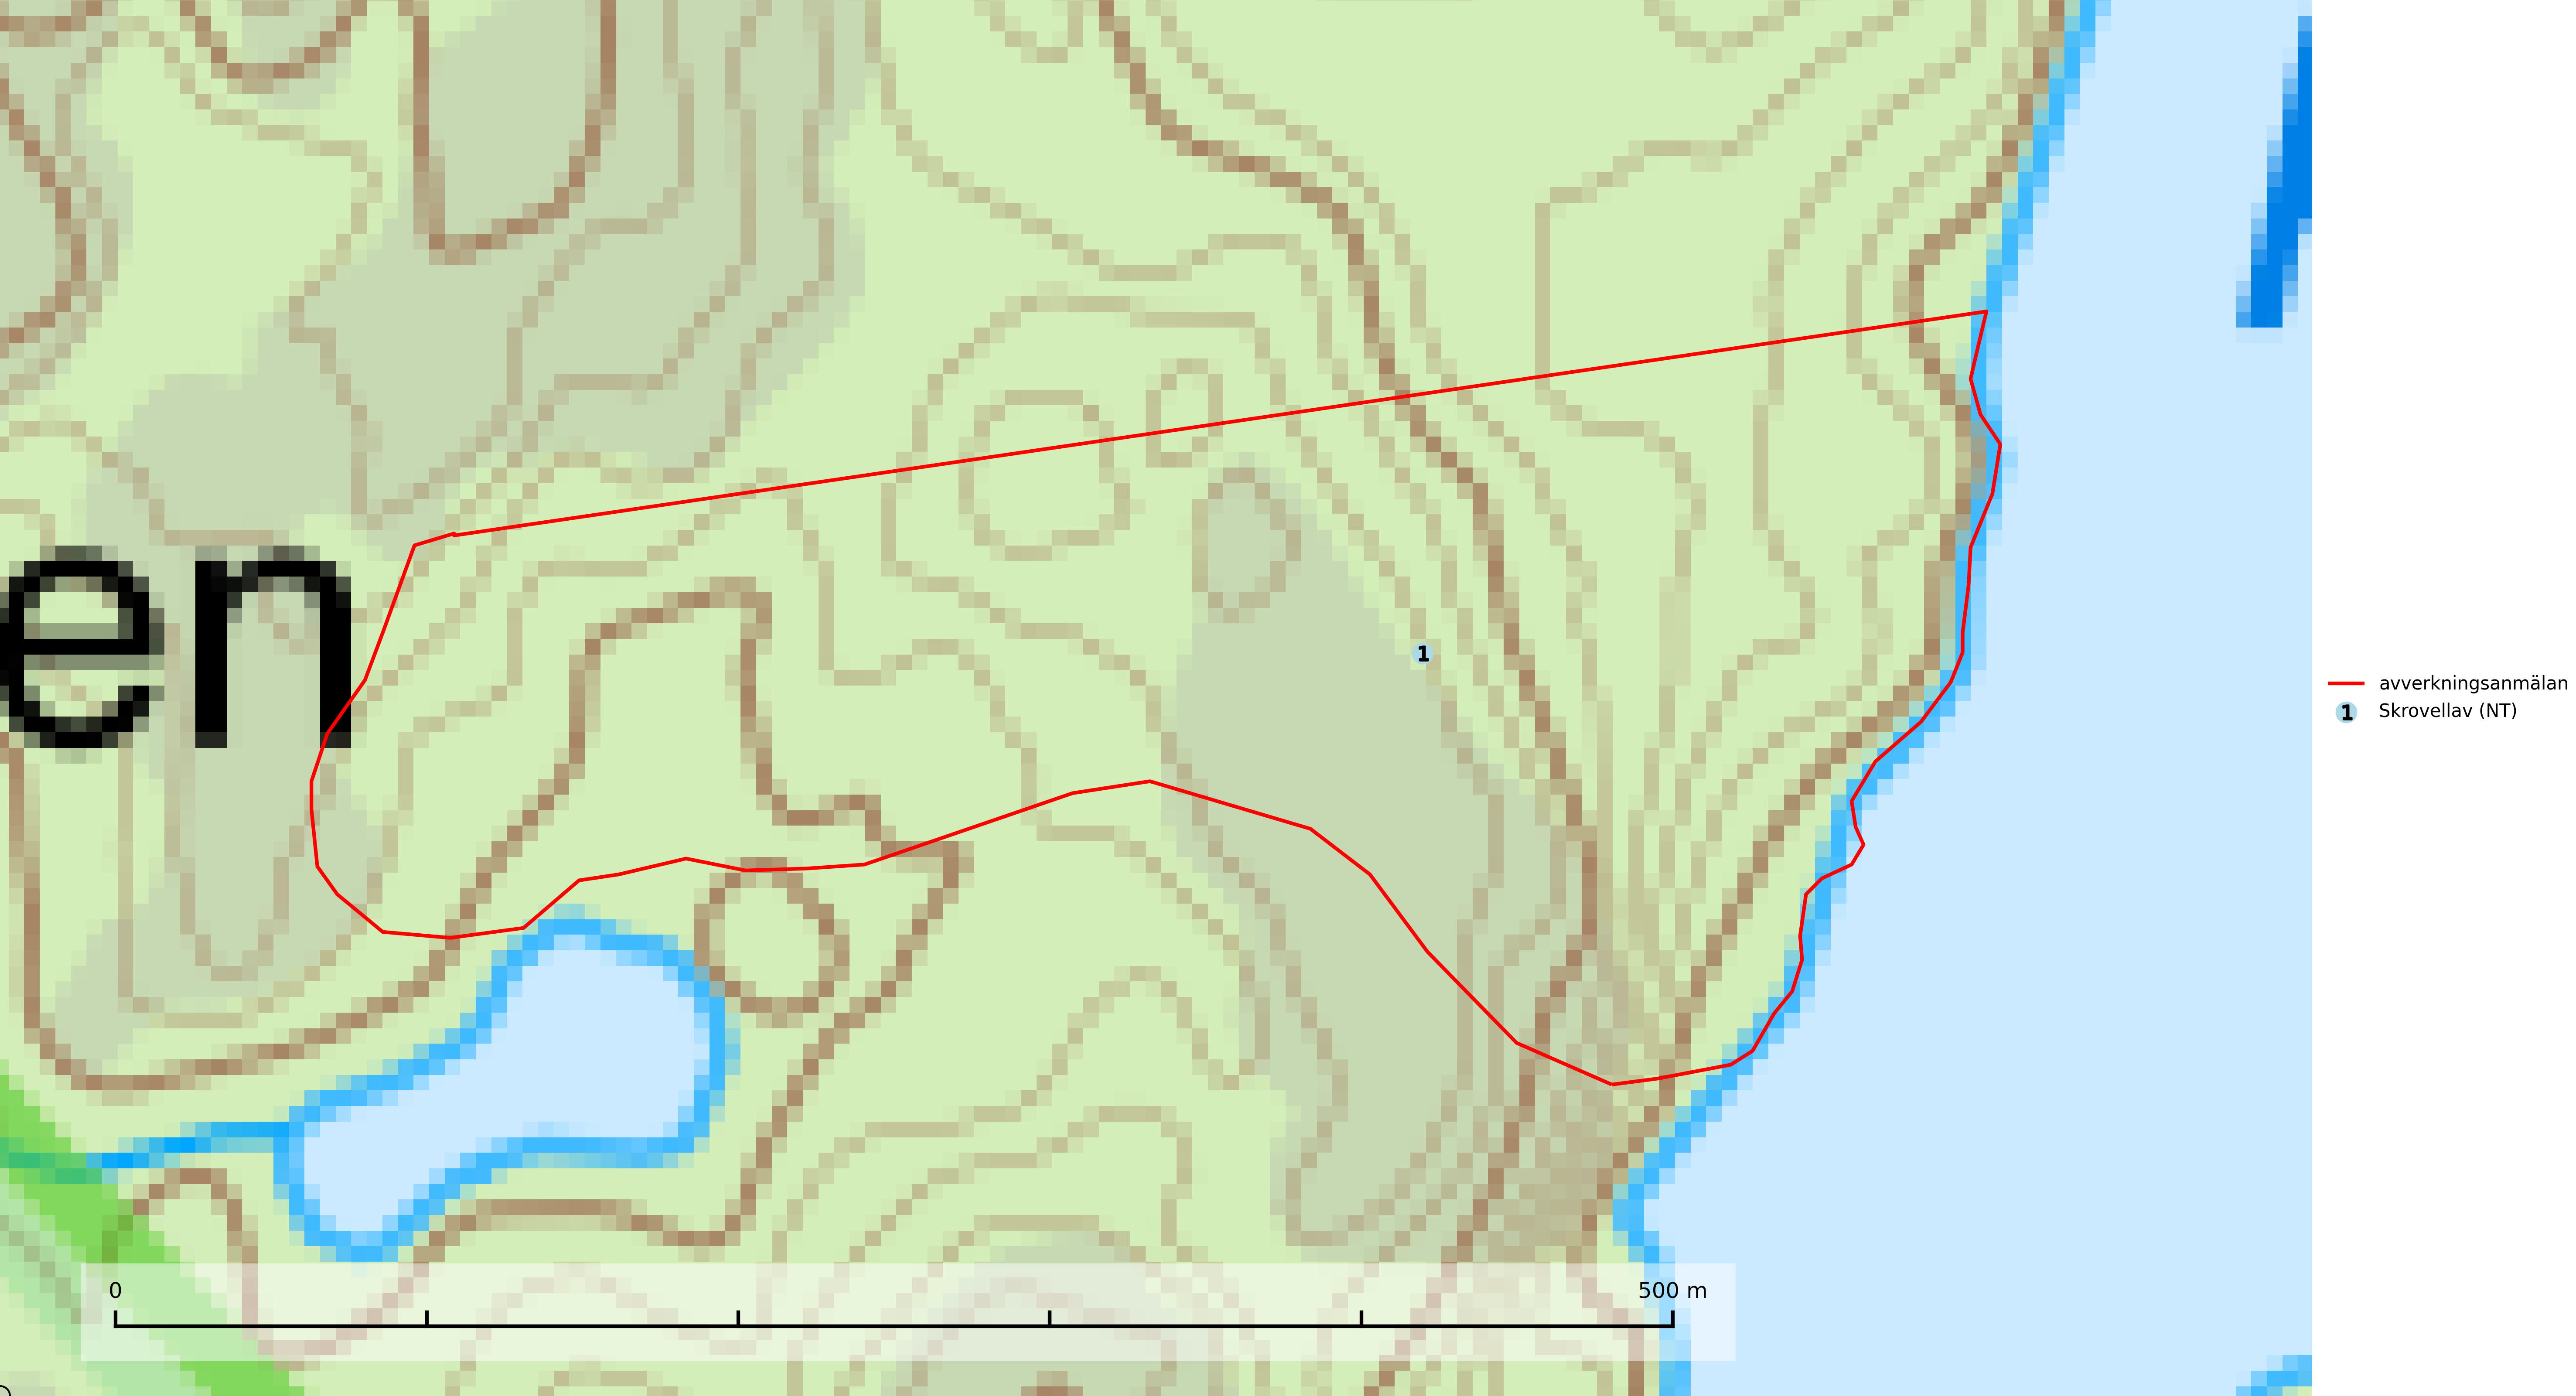 en
1
avverkningsanmälan
1 Skrovellav (NT)
0 500 m